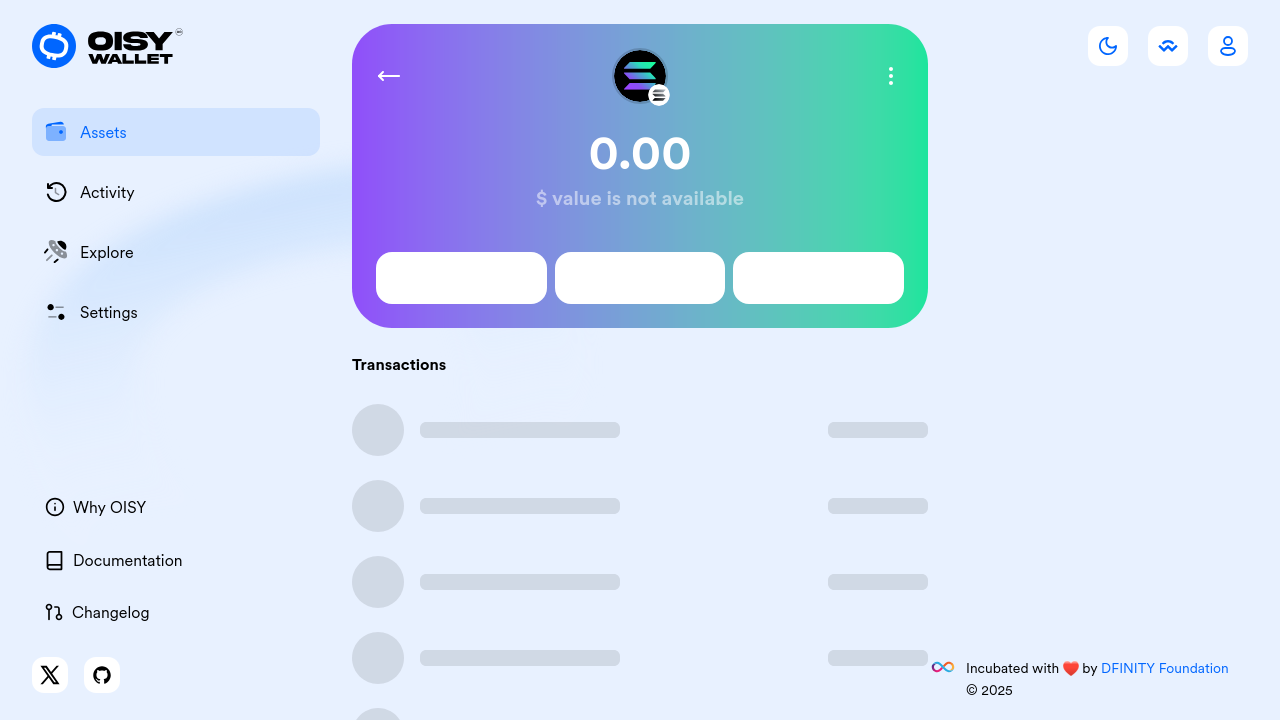 OISY
WALLET
Assets
Activity
Explore
Settings
Why OISY
Documentation
Changelog
0.00
$ value is not available
Transactions
Incubated with ❤️ by DFINITY Foundation
© 2025